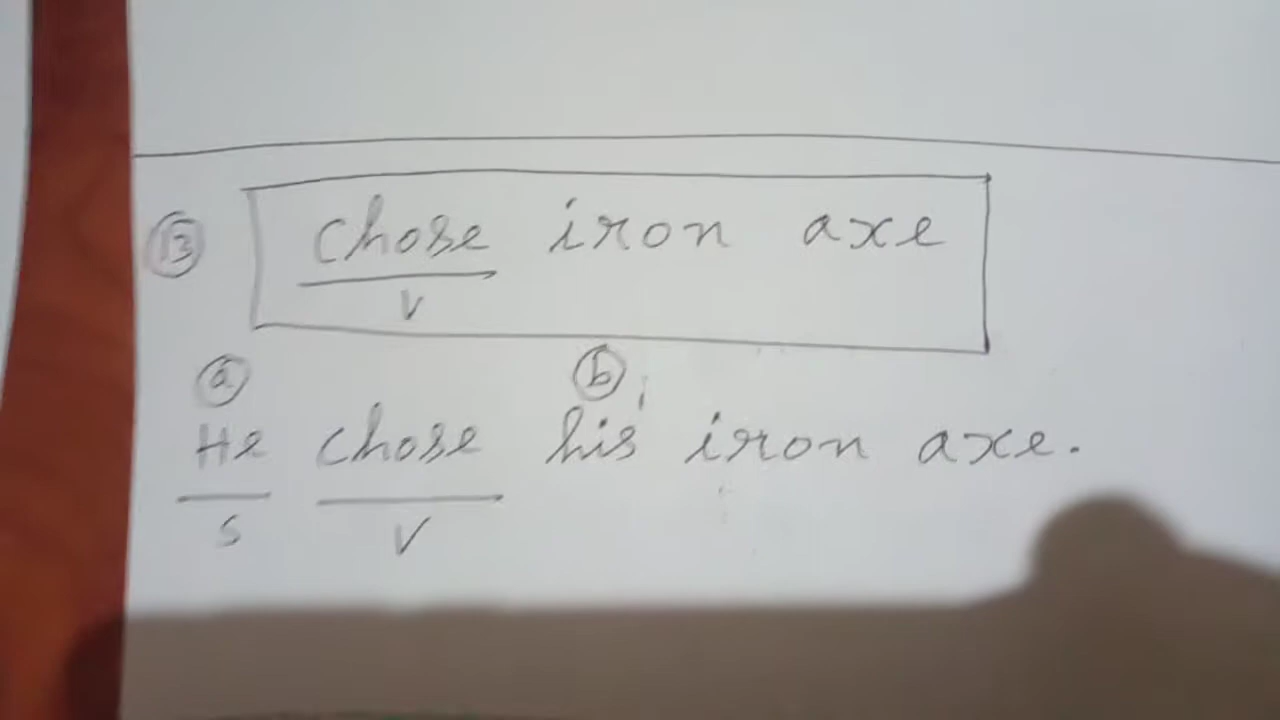 13 chose iron axe
V
a b
He chose his iron axe.
S V